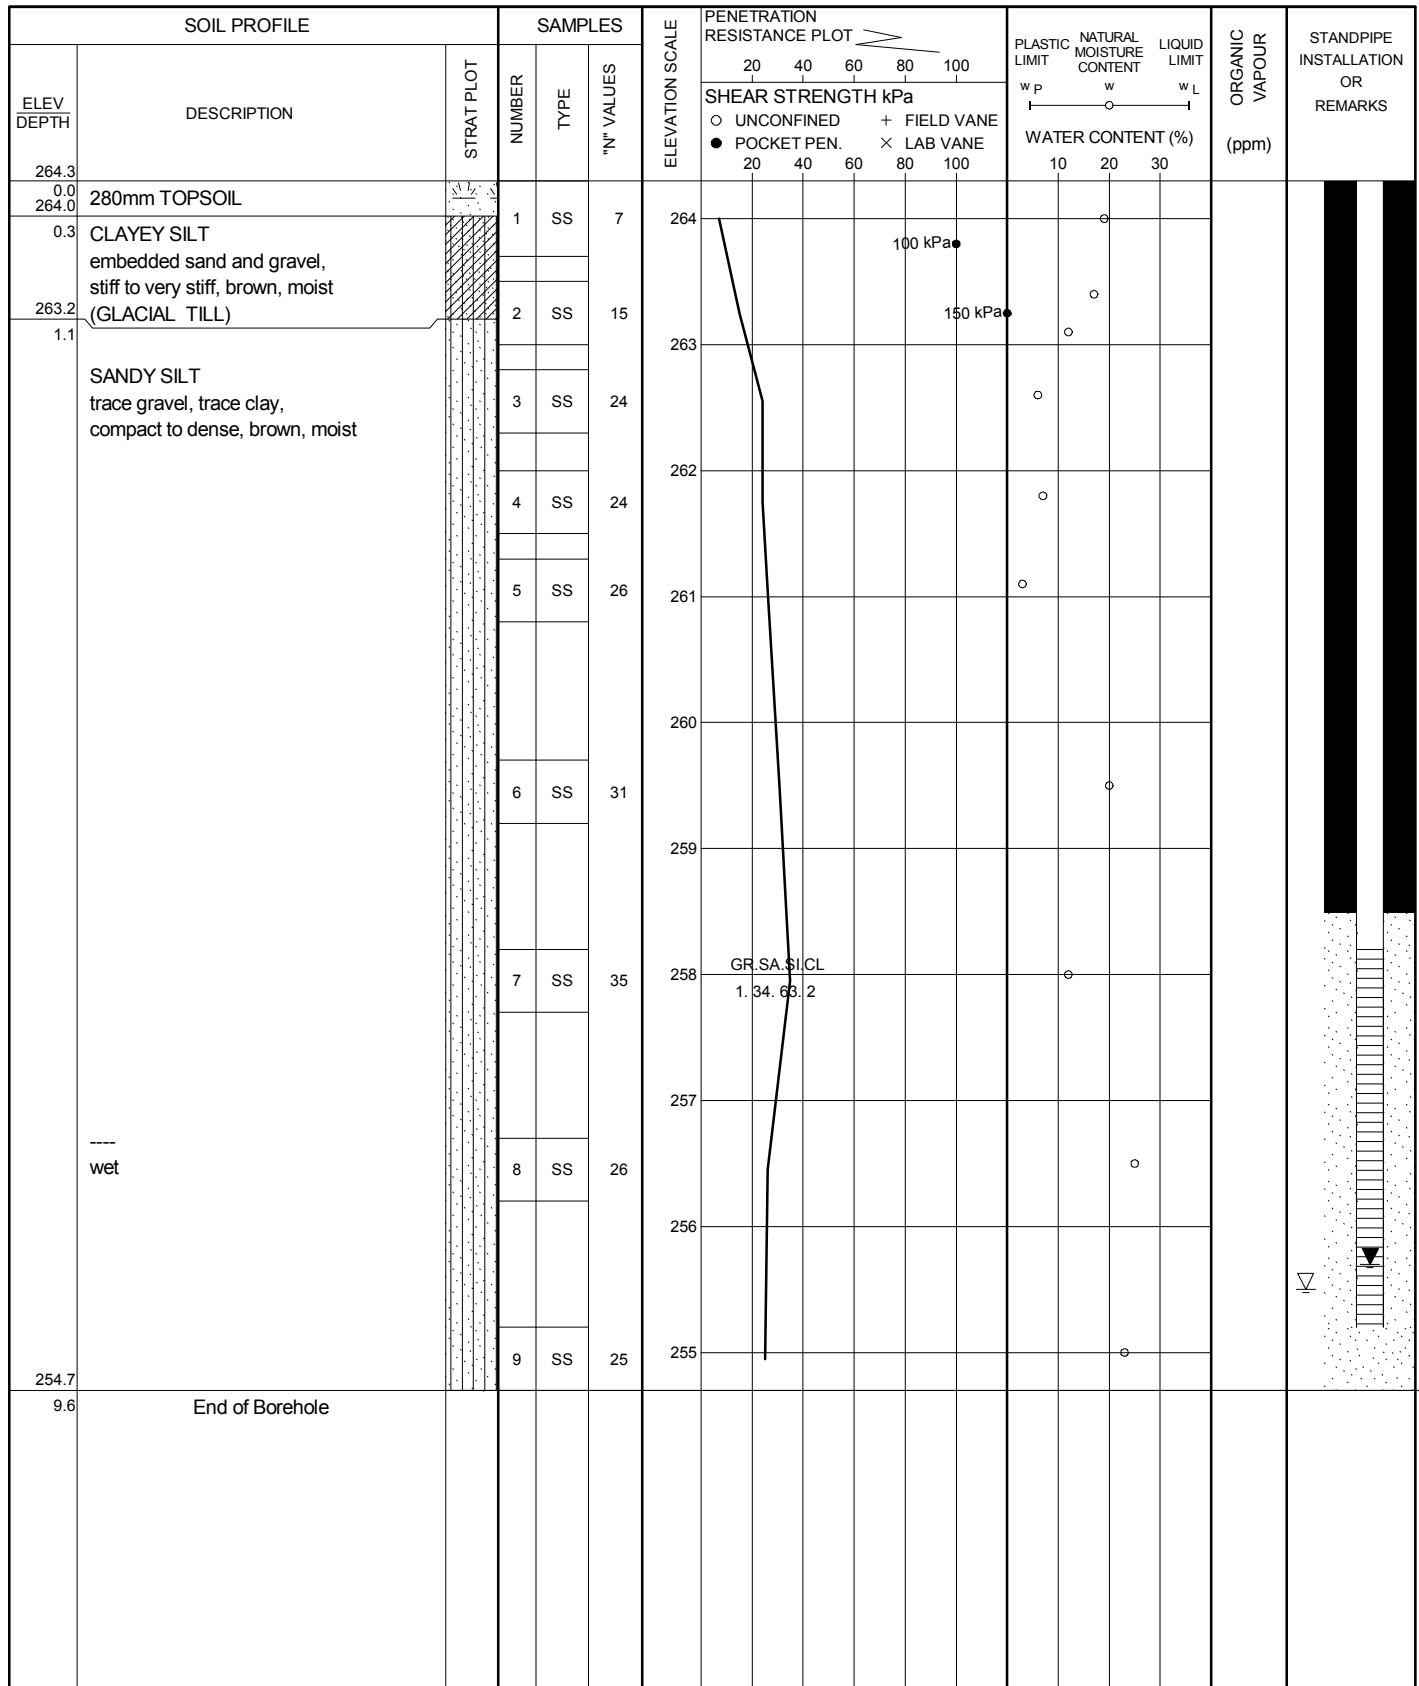 SOIL PROFILE
SAMPLES
ELEV
DEPTH
DESCRIPTION
STRAT PLOT
NUMBER
TYPE
"N" VALUES
ELEVATION SCALE
PENETRATION
RESISTANCE PLOT
20 40 60 80 100
SHEAR STRENGTH kPa
UNCONFINED + FIELD VANE
POCKET PEN. × LAB VANE
20 40 60 80 100
PLASTIC LIMIT
NATURAL MOISTURE CONTENT
LIQUID LIMIT
w P w w L
WATER CONTENT (%)
10 20 30
ORGANIC VAPOUR
(ppm)
STANDPIPE
INSTALLATION
OR
REMARKS
264.3
0.0
264.0
280mm TOPSOIL
0.3
CLAYEY SILT
embedded sand and gravel,
stiff to very stiff, brown, moist
(GLACIAL TILL)
263.2
1.1
SANDY SILT
trace gravel, trace clay,
compact to dense, brown, moist
----
wet
254.7
9.6
End of Borehole
1 SS 7
2 SS 15
3 SS 24
4 SS 24
5 SS 26
6 SS 31
7 SS 35
8 SS 26
9 SS 25
264
263
262
261
260
259
258
257
256
255
100 kPa
150 kPa
GR.SA.SI.CL
1. 34. 63. 2